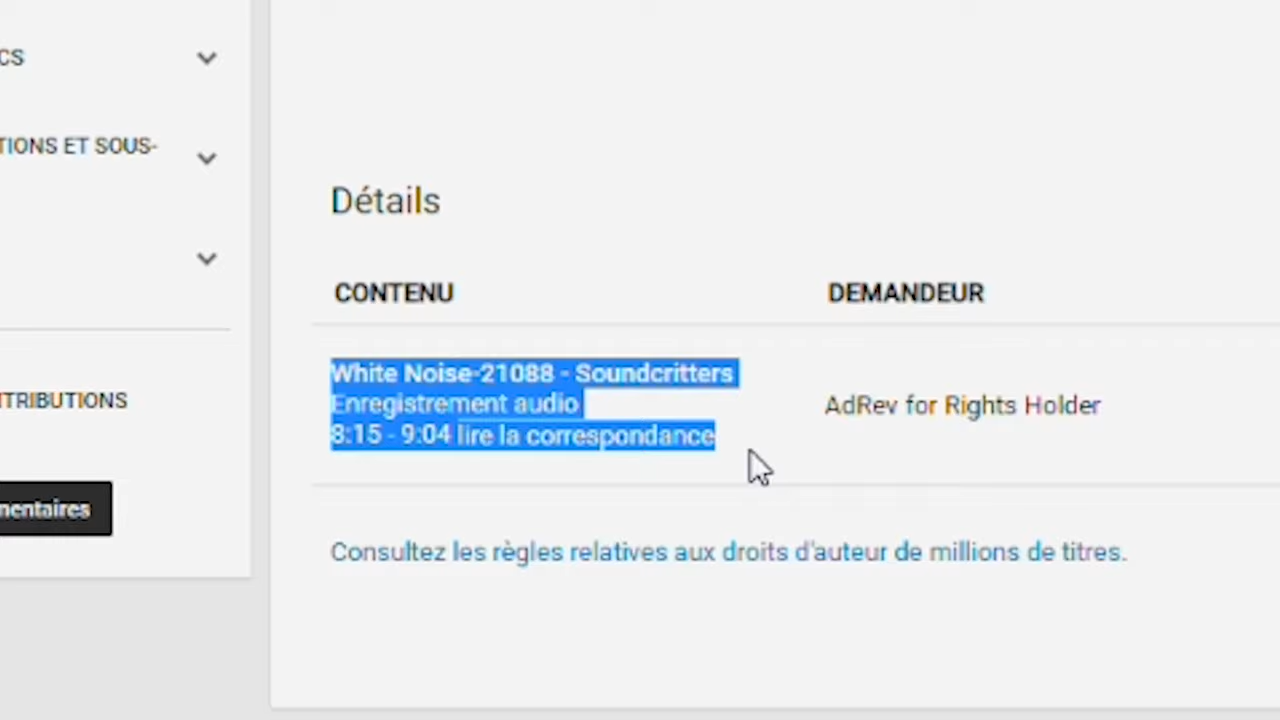 CS
TIONS ET SOUS-
TRIBUTIONS
mentaires
Détails
CONTENU DEMANDEUR
White Noise-21088 - Soundcritters
Enregistrement audio
8:15 - 9:04 lire la correspondance
AdRev for Rights Holder
Consultez les règles relatives aux droits d'auteur de millions de titres.